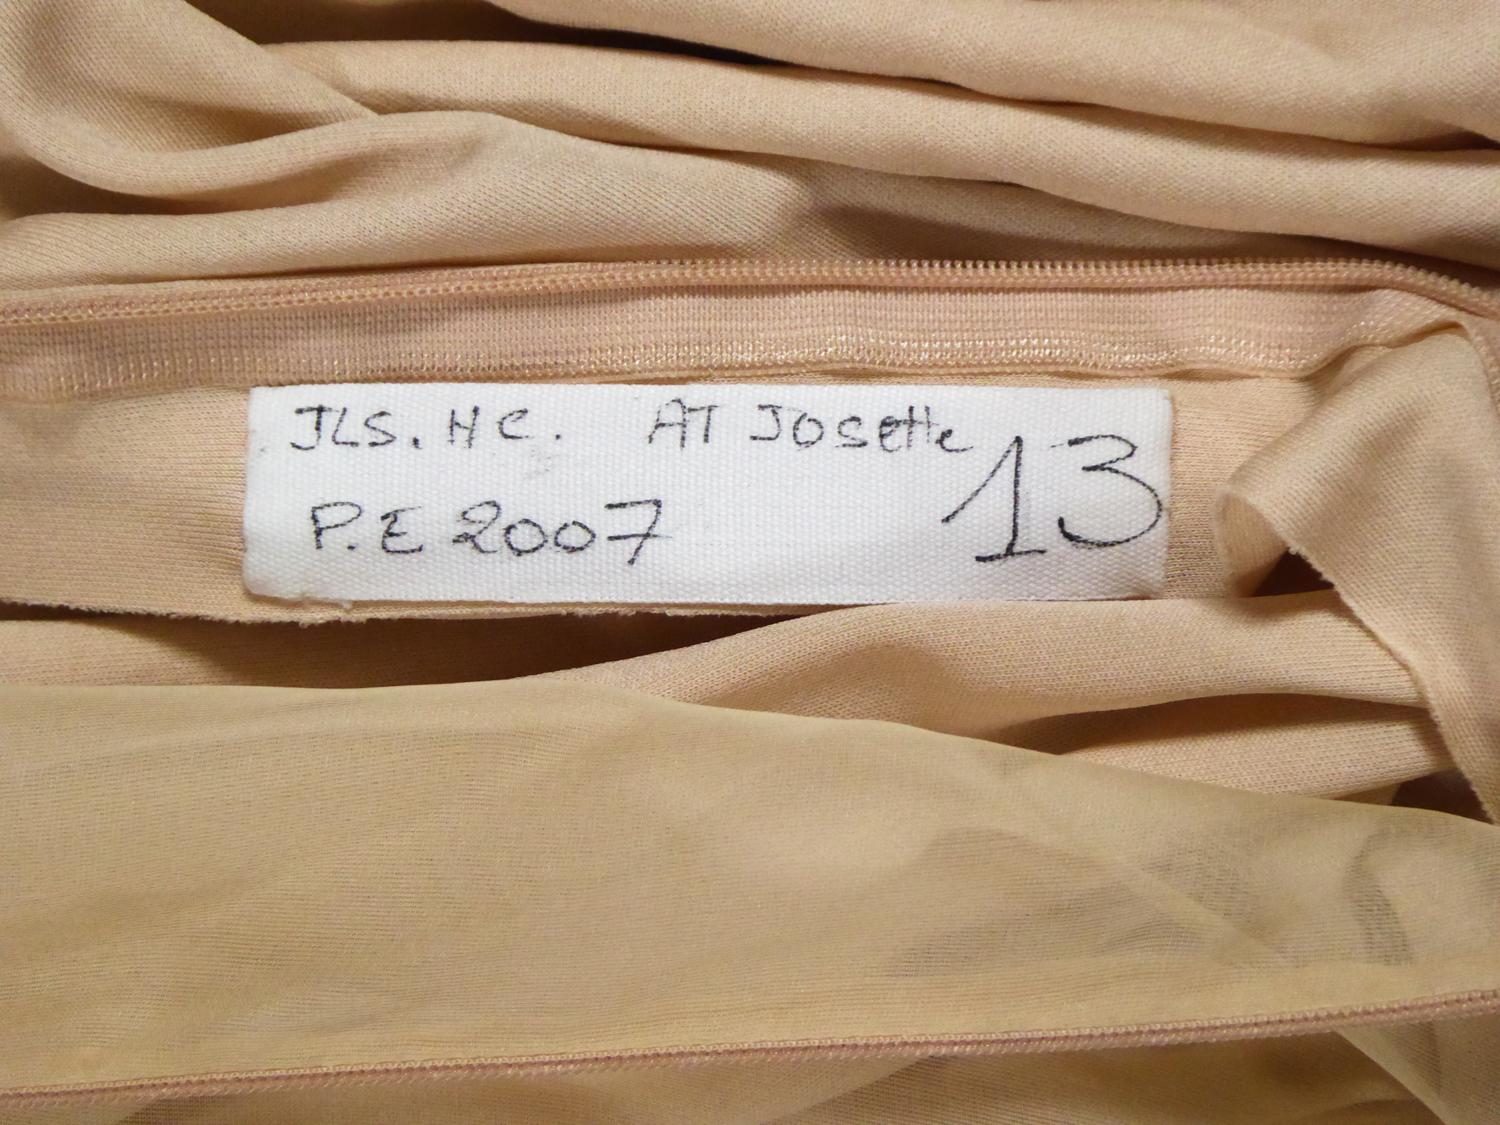 JLS. HC. AT Josette 13
P.E 2007